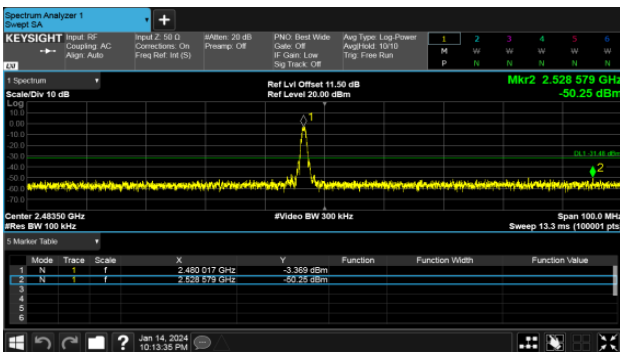 Spectrum Analyzer 1
Swept SA
+
KEYSIGHT Input: RF Input Z: 50 Ω #Atten: 20 dB PNO: Best Wide Avg Type: Log-Power 1 2 3 4 5 6
Coupling: AC Corrections: On Preamp: Off Gate: Off Avg|Hold: 10/10 M W W W W W
Align: Auto Freq Ref: Int (S) IF Gain: Low Trig: Free Run P N N N N N
Sig Track: Off
LXI
1 Spectrum Ref Lvl Offset 11.50 dB Mkr2 2.528 579 GHz
Scale/Div 10 dB Ref Level 20.00 dBm -50.25 dBm
Log
10.0
0.00
-10.0
-20.0
-30.0
-40.0
-50.0
-60.0
-70.0
1
DL1 -31.48 dBm
2
Center 2.48350 GHz #Video BW 300 kHz Span 100.0 MHz
#Res BW 100 kHz Sweep 13.3 ms (100001 pts)
5 Marker Table
Mode Trace Scale X Y Function Function Width Function Value
1 N 1 f 2.480 017 GHz -3.369 dBm
2 N 1 f 2.528 579 GHz -50.25 dBm
3
4
5
6
? Jan 14, 2024
10:13:35 PM